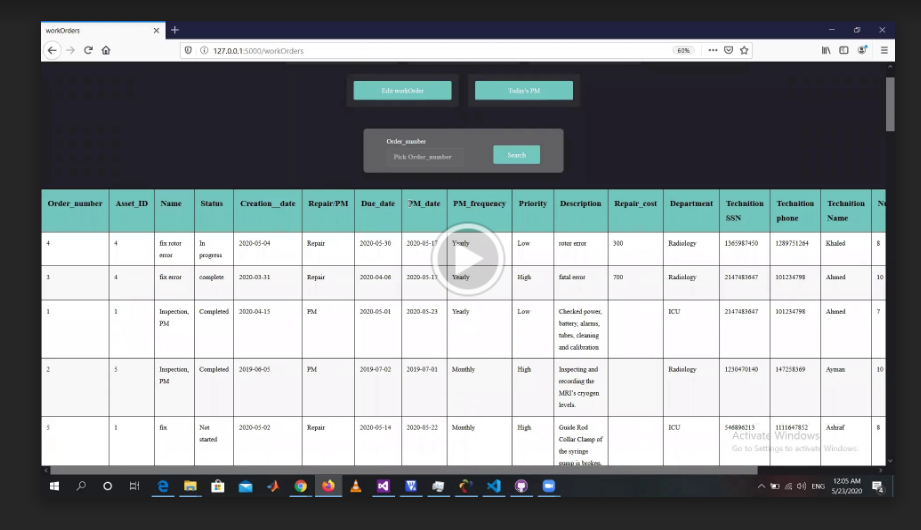 workOrders
127.0.0.1:5000/workOrders
60%
Edit workOrder
Today's PM
Order_number
Pick Order_number
Search
Order_number Asset_ID Name Status Creation__date Repair/PM Due_date PM_date PM_frequency Priority Description Repair_cost Department Technition SSN Technition phone Technition Name
4 4 fix rotor error In progress 2020-05-04 Repair 2020-05-30 2020-05-17 Yearly Low rotor error 300 Radiology 1365987450 1289751264 Khaled 8
3 4 fix error complete 2020-03-31 Repair 2020-04-06 2020-05-17 Yearly High fatal error 700 Radiology 2147483647 101234798 Ahmed 10
1 1 Inspection, PM Completed 2020-04-15 PM 2020-05-01 2020-05-23 Yearly Low Checked power, battery, alarms, tubes, cleaning and calibration ICU 2147483647 101234798 Ahmed 7
2 5 Inspection, PM Completed 2019-06-05 PM 2019-07-02 2019-07-01 Monthly High Inspecting and recording the MRI's cryogen levels. Radiology 1230470140 147258369 Ayman 10
5 1 fix Not started 2020-05-02 Repair 2020-05-14 2020-05-22 Monthly High Guide Rod Collar Clamp of the syringe pump is broken. ICU 546896213 1111647852 Ashraf 8
Activate Windows
Go to Settings to activate Windows.
ENG
12:05 AM
5/23/2020